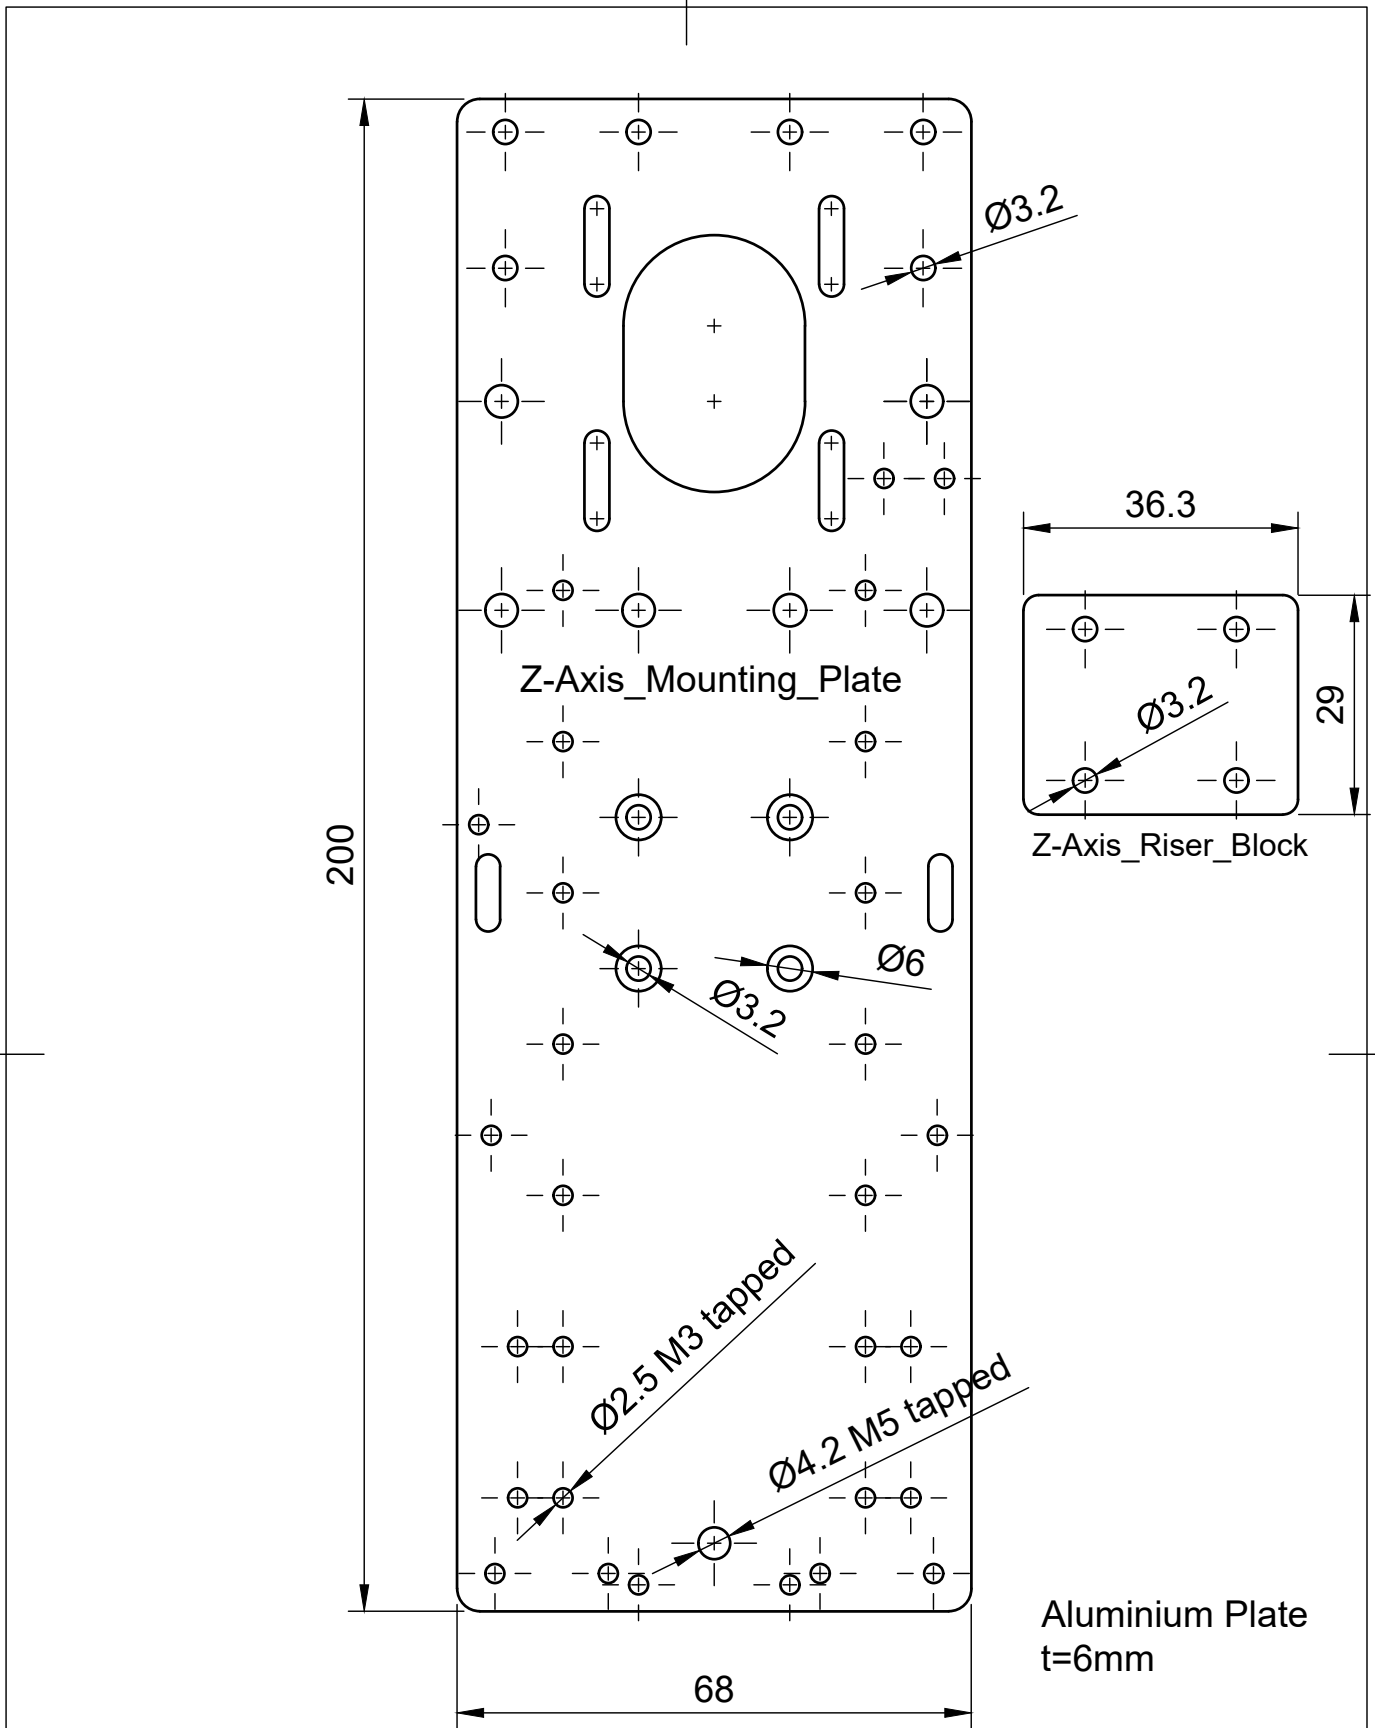 Ø3.2
36.3
Z-Axis_Mounting_Plate
Ø3.2
29
Z-Axis_Riser_Block
200
Ø6
Ø3.2
Ø2.5 M3 tapped
Ø4.2 M5 tapped
Aluminium Plate
t=6mm
68